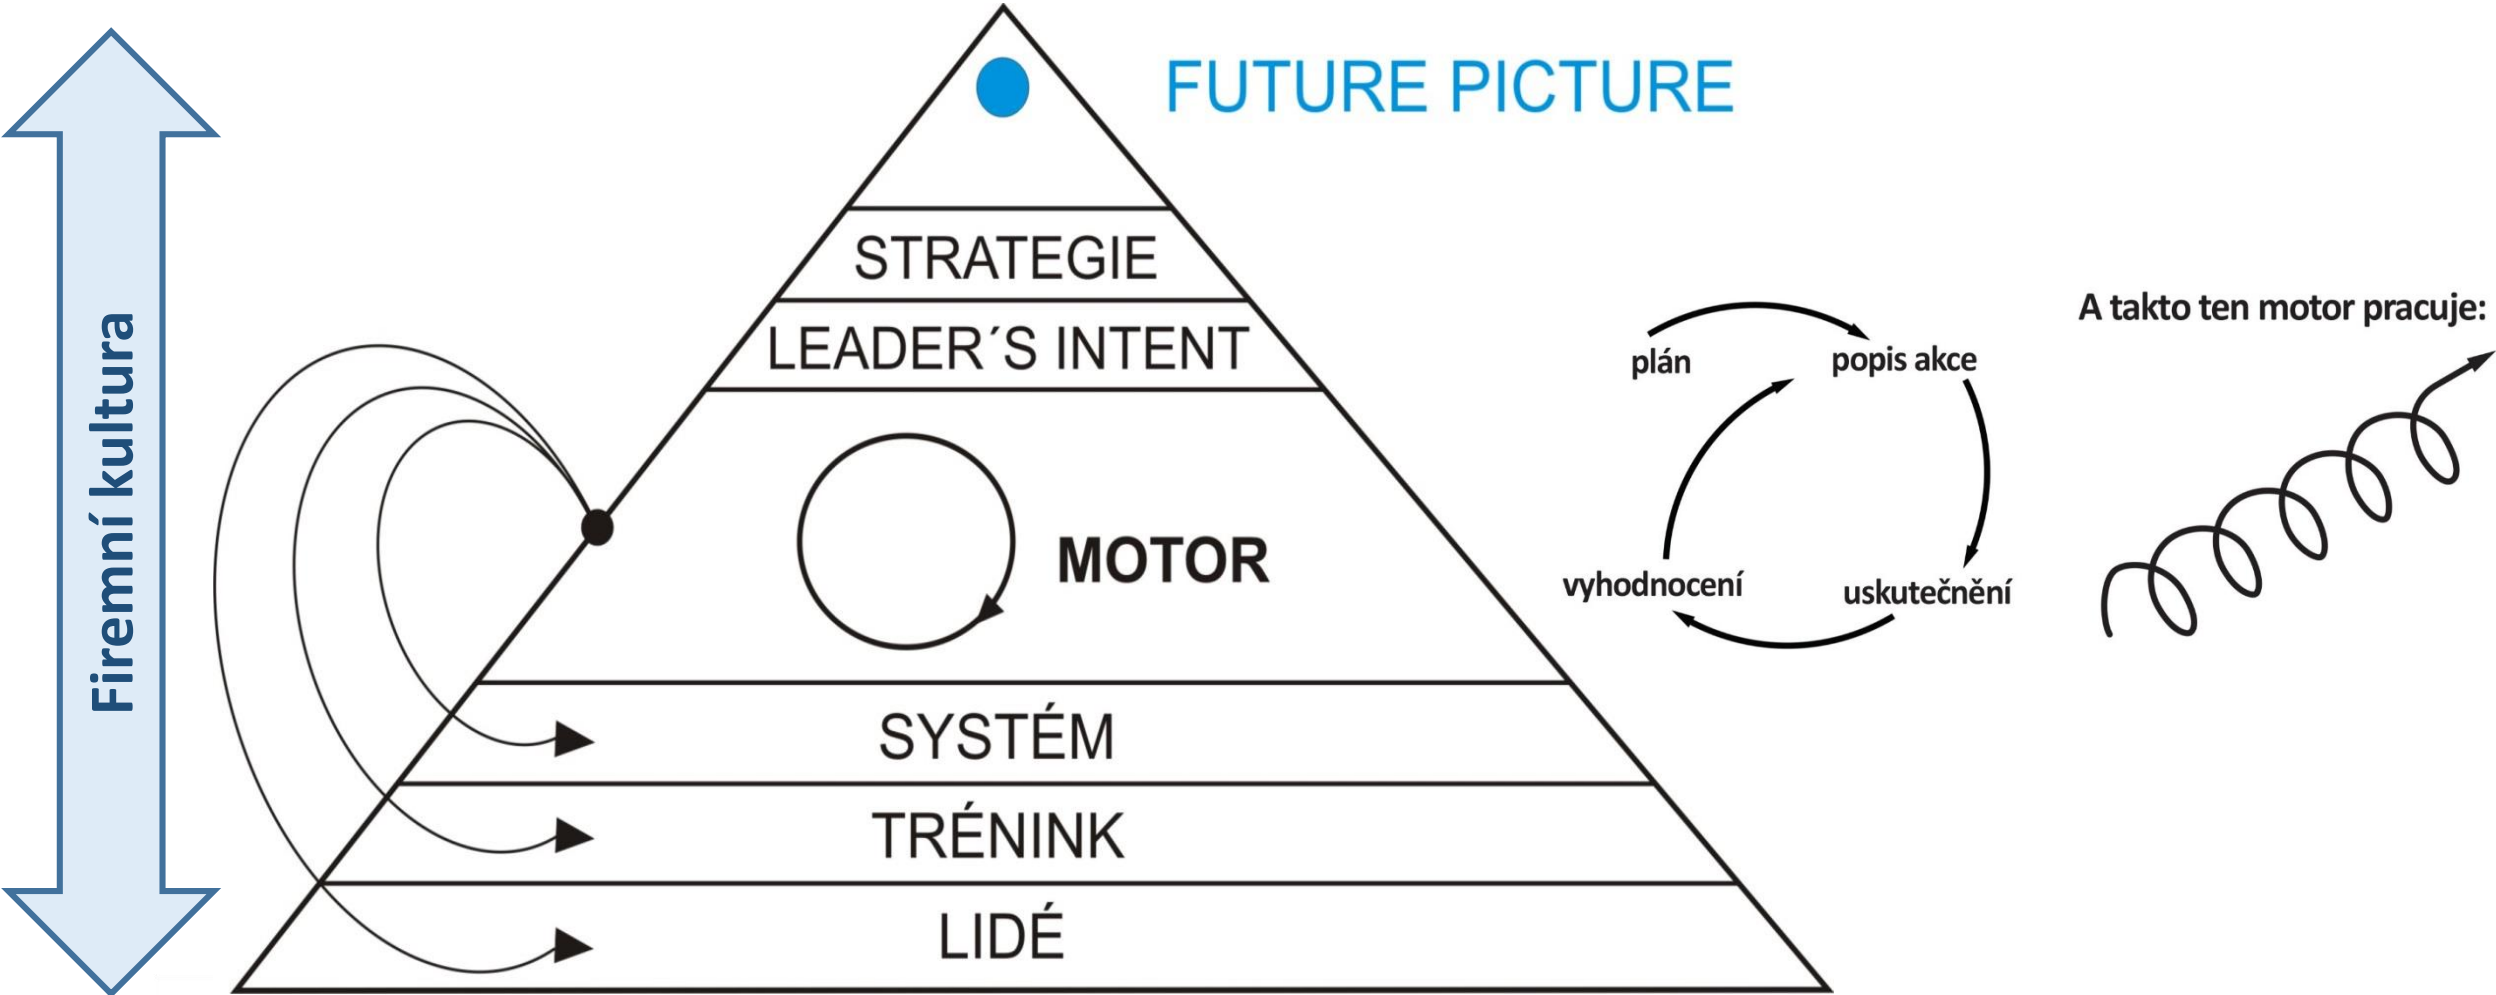 Firemní kultura
FUTURE PICTURE
STRATEGIE
LEADER´S INTENT
MOTOR
SYSTÉM
TRÉNINK
LIDÉ
plán
popis akce
vyhodnocení
uskutečnění
A takto ten motor pracuje: